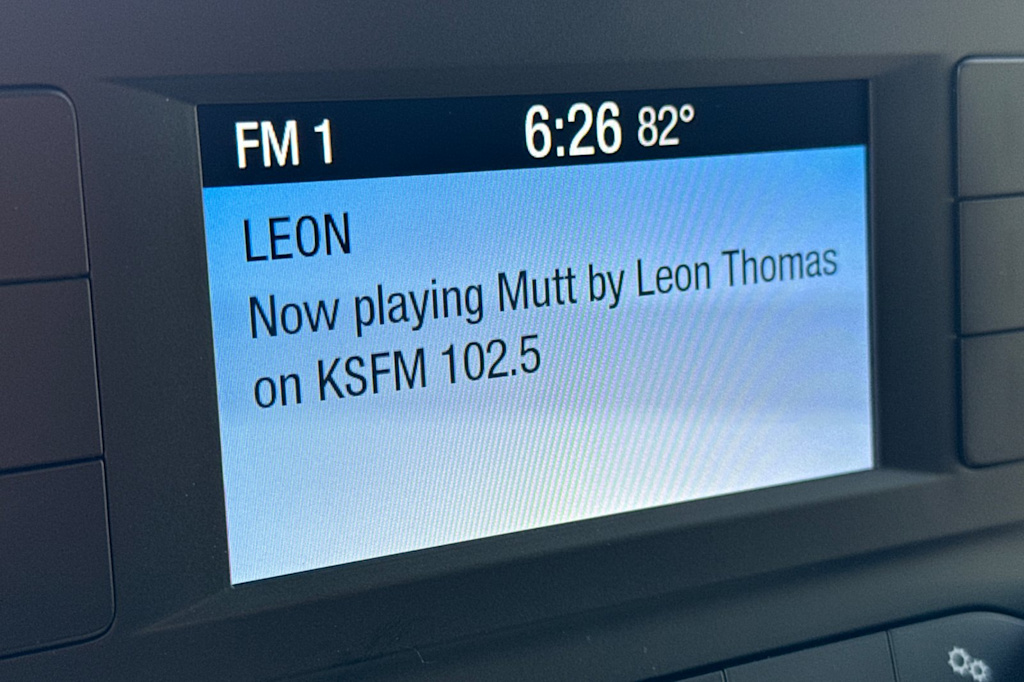 FM 1 6:26 82°
LEON
Now playing Mutt by Leon Thomas
on KSFM 102.5